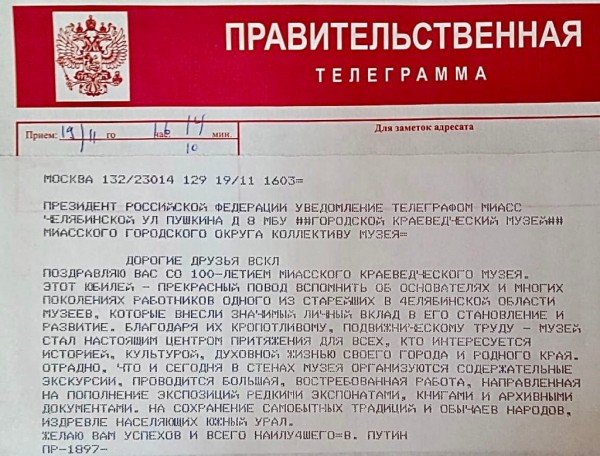 ПРАВИТЕЛЬСТВЕННАЯ
ТЕЛЕГРАММА
Прием: 19/11 го 16 час. 14 мин.
Для заметок адресата
10
МОСКВА 132/23014 129 19/11 1603=
ПРЕЗИДЕНТ РОССИЙСКОЙ ФЕДЕРАЦИИ УВЕДОМЛЕНИЕ ТЕЛЕГРАФОМ МИАСС
ЧЕЛЯБИНСКОЙ УЛ ПУШКИНА Д 8 МБУ ##ГОРОДСКОЙ КРАЕВЕДЧЕСКИЙ МУЗЕЙ##
МИАССКОГО ГОРОДСКОГО ОКРУГА КОЛЛЕКТИВУ МУЗЕЯ=
ДОРОГИЕ ДРУЗЬЯ ВСКЛ
ПОЗДРАВЛЯЮ ВАС СО 100-ЛЕТИЕМ МИАССКОГО КРАЕВЕДЧЕСКОГО МУЗЕЯ.
ЭТОТ ЮБИЛЕЙ - ПРЕКРАСНЫЙ ПОВОД ВСПОМНИТЬ ОБ ОСНОВАТЕЛЯХ И МНОГИХ
ПОКОЛЕНИЯХ РАБОТНИКОВ ОДНОГО ИЗ СТАРЕЙШИХ В 4ЕЛЯБИНСКОЙ ОБЛАСТИ
МУЗЕЕВ, КОТОРЫЕ ВНЕСЛИ ЗНАЧИМЫЙ ЛИЧНЫЙ ВКЛАД В ЕГО СТАНОВЛЕНИЕ И
РАЗВИТИЕ. БЛАГОДАРЯ ИХ КРОПОТЛИВОМУ, ПОДВИЖНИЧЕСКОМУ ТРУДУ - МУЗЕЙ
СТАЛ НАСТОЯЩИМ ЦЕНТРОМ ПРИТЯЖЕНИЯ ДЛЯ ВСЕХ, КТО ИНТЕРЕСУЕТСЯ
ИСТОРИЕЙ, КУЛЬТУРОЙ, ДУХОВНОЙ ЖИЗНЬЮ СВОЕГО ГОРОДА И РОДНОГО КРАЯ.
ОТРАДНО, ЧТО И СЕГОДНЯ В СТЕНАХ МУЗЕЯ ОРГАНИЗУЮТСЯ СОДЕРЖАТЕЛЬНЫЕ
ЭКСКУРСИИ, ПРОВОДИТСЯ БОЛЬШАЯ, ВОСТРЕБОВАННАЯ РАБОТА, НАПРАВЛЕННАЯ
НА ПОПОЛНЕНИЕ ЭКСПОЗИЦИЙ РЕДКИМИ ЭКСПОНАТАМИ, КНИГАМИ И АРХИВНЫМИ
ДОКУМЕНТАМИ. НА СОХРАНЕНИЕ САМОБЫТНЫХ ТРАДИЦИЙ И ОБЫЧАЕВ НАРОДОВ,
ИЗДРЕВЛЕ НАСЕЛЯЮЩИХ ЮЖНЫЙ УРАЛ.
ЖЕЛАЮ ВАМ УСПЕХОВ И ВСЕГО НАИЛУ4ШЕГО=В. ПУТИН
ПР-1897-